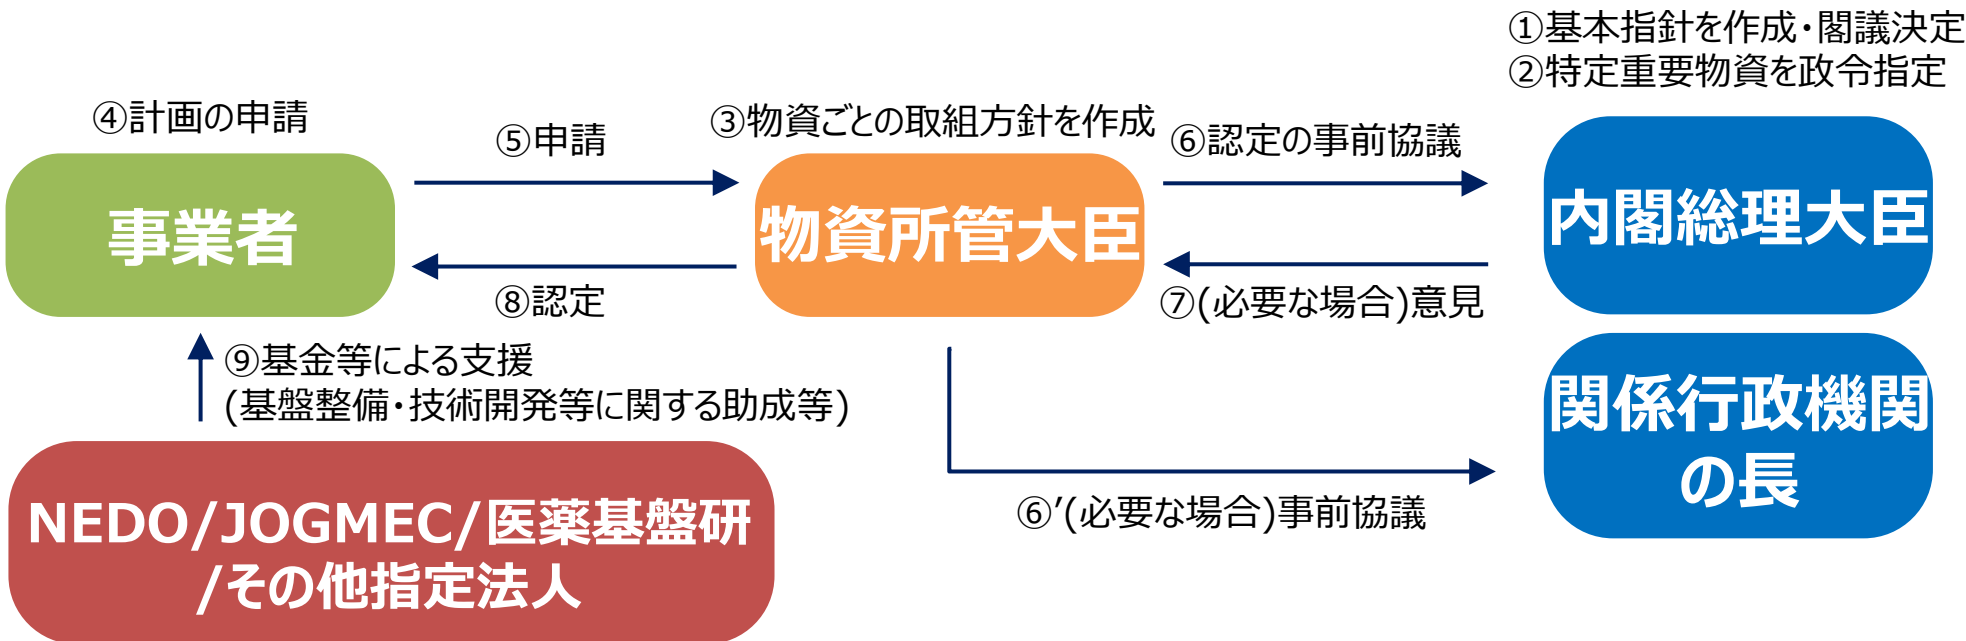 ①基本指針を作成・閣議決定
②特定重要物資を政令指定
④計画の申請
⑤申請
③物資ごとの取組方針を作成
⑥認定の事前協議
事業者
物資所管大臣
内閣総理大臣
⑧認定
⑦(必要な場合)意見
⑨基金等による支援
(基盤整備・技術開発等に関する助成等)
関係行政機関
の長
⑥’(必要な場合)事前協議
NEDO/JOGMEC/医薬基盤研
/その他指定法人